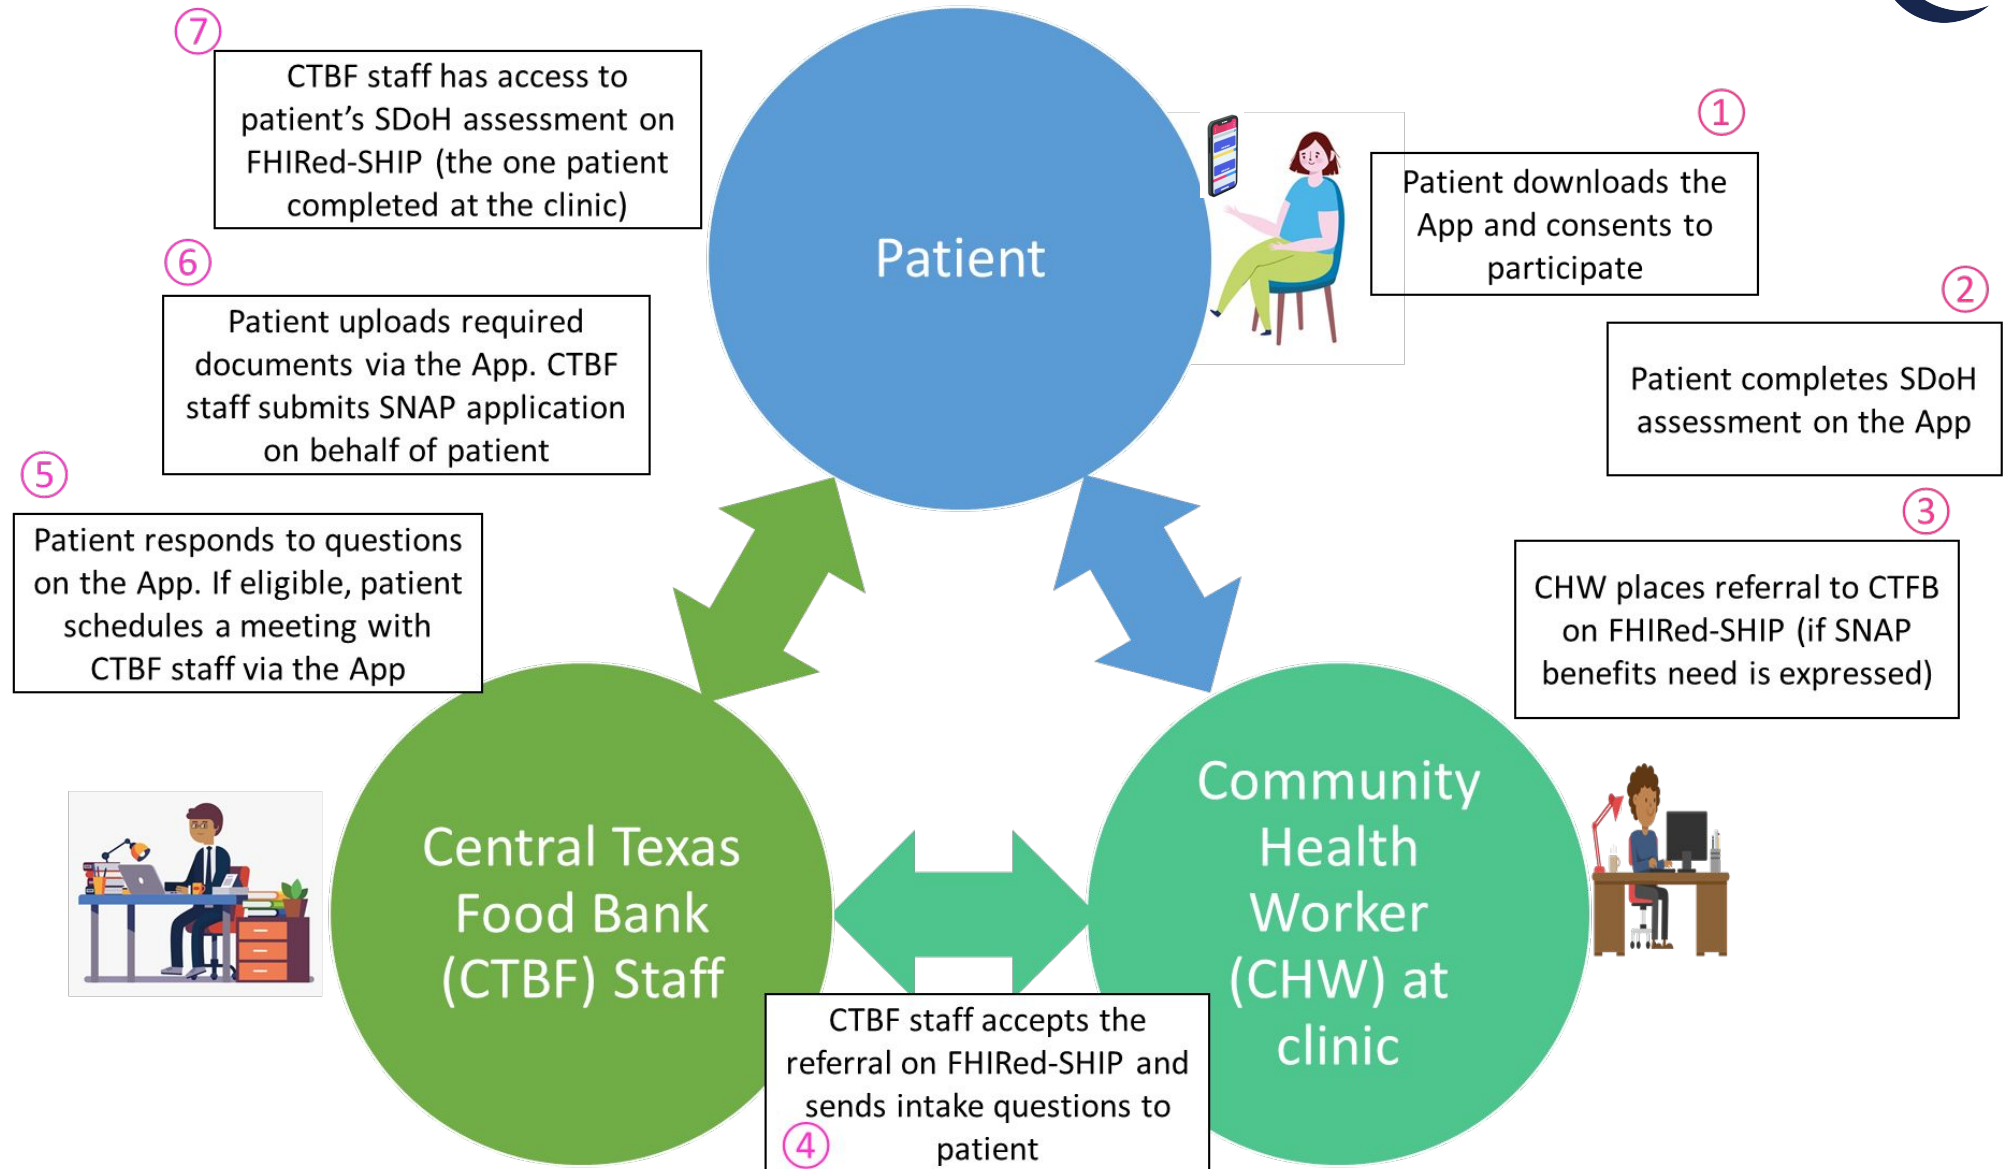 ⑦
CTBF staff has access to
patient’s SDoH assessment on
FHIRed-SHIP (the one patient
completed at the clinic)
Patient
①
Patient downloads the
App and consents to
participate
②
Patient completes SDoH
assessment on the App
③
CHW places referral to CTFB
on FHIRed-SHIP (if SNAP
benefits need is expressed)
⑥
Patient uploads required
documents via the App. CTBF
staff submits SNAP application
on behalf of patient
⑤
Patient responds to questions
on the App. If eligible, patient
schedules a meeting with
CTBF staff via the App
Central Texas
Food Bank
(CTBF) Staff
Community
Health
Worker
(CHW) at
clinic
CTBF staff accepts the
referral on FHIRed-SHIP and
sends intake questions to
patient
④